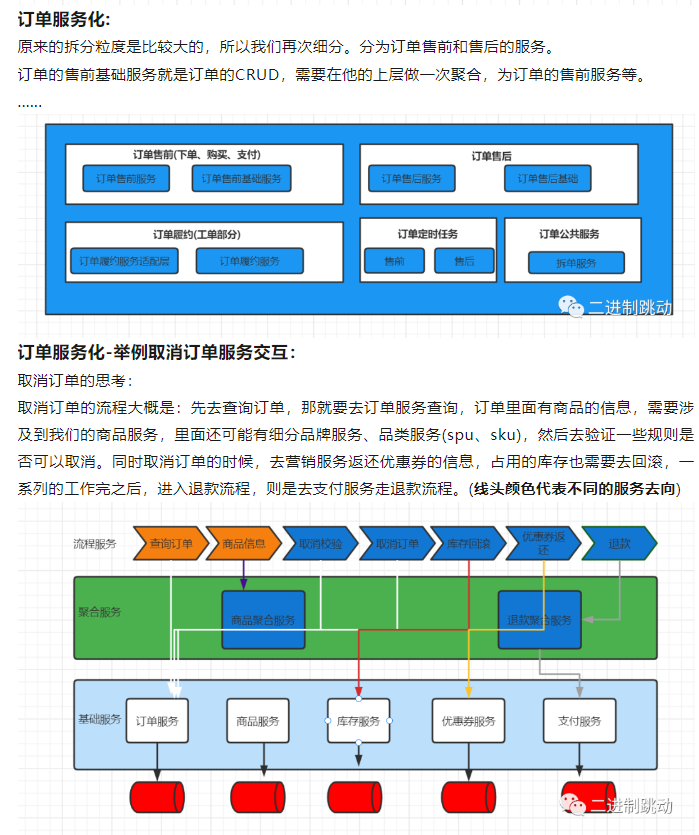 订单服务化:
原来的拆分粒度是比较大的，所以我们再次细分。分为订单售前和售后的服务。
订单的售前基础服务就是订单的CRUD，需要在他的上层做一次聚合，为订单的售前服务等。
......
订单售前(下单、购买、支付)
订单售前服务 订单售前基础服务
订单售后
订单售后服务 订单售后基础
订单履约(工单部分)
订单履约服务适配层 订单履约服务
订单定时任务
售前 售后
订单公共服务
拆单服务
二进制跳动
订单服务化-举例取消订单服务交互：
取消订单的思考：
取消订单的流程大概是：先去查询订单，那就要去订单服务查询，订单里面有商品的信息，需要涉
及到我们的商品服务，里面还可能有细分品牌服务、品类服务(spu、sku)，然后去验证一些规则是
否可以取消。同时取消订单的时候，去营销服务返还优惠券的信息，占用的库存也需要去回滚，一
系列的工作完之后，进入退款流程，则是去支付服务走退款流程。(线头颜色代表不同的服务去向)
流程服务 查询订单 商品信息 取消校验 取消订单 库存回滚 优惠券返
还 退款
聚合服务
商品聚合服务 退款聚合服务
基础服务 订单服务 商品服务 库存服务 优惠券服务 支付服务
二进制跳动